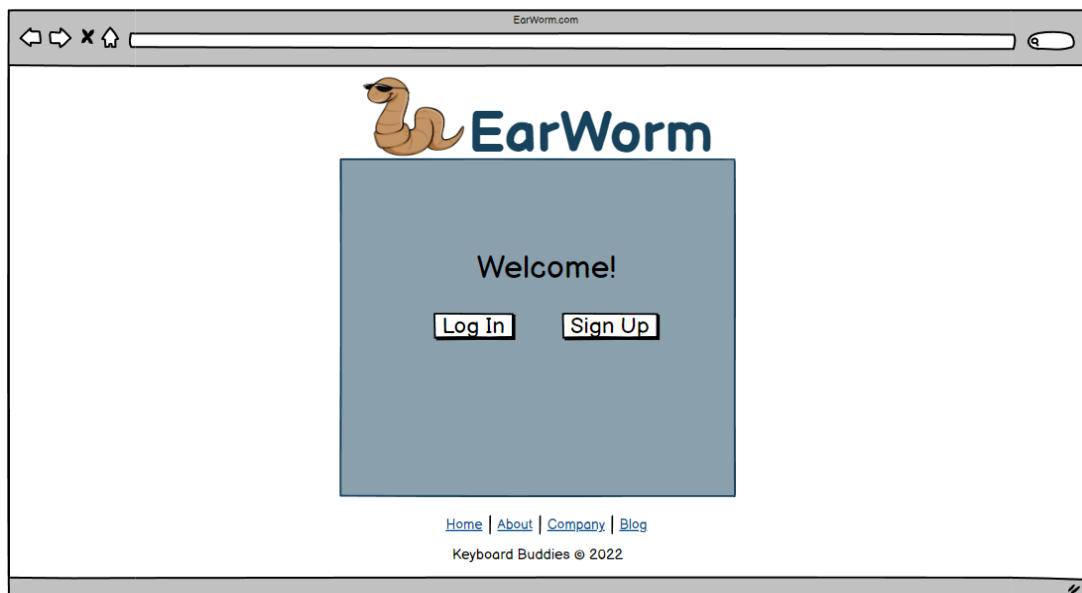 EarWorm.com
EarWorm
Welcome!
Log In Sign Up
Home | About | Company | Blog
Keyboard Buddies © 2022